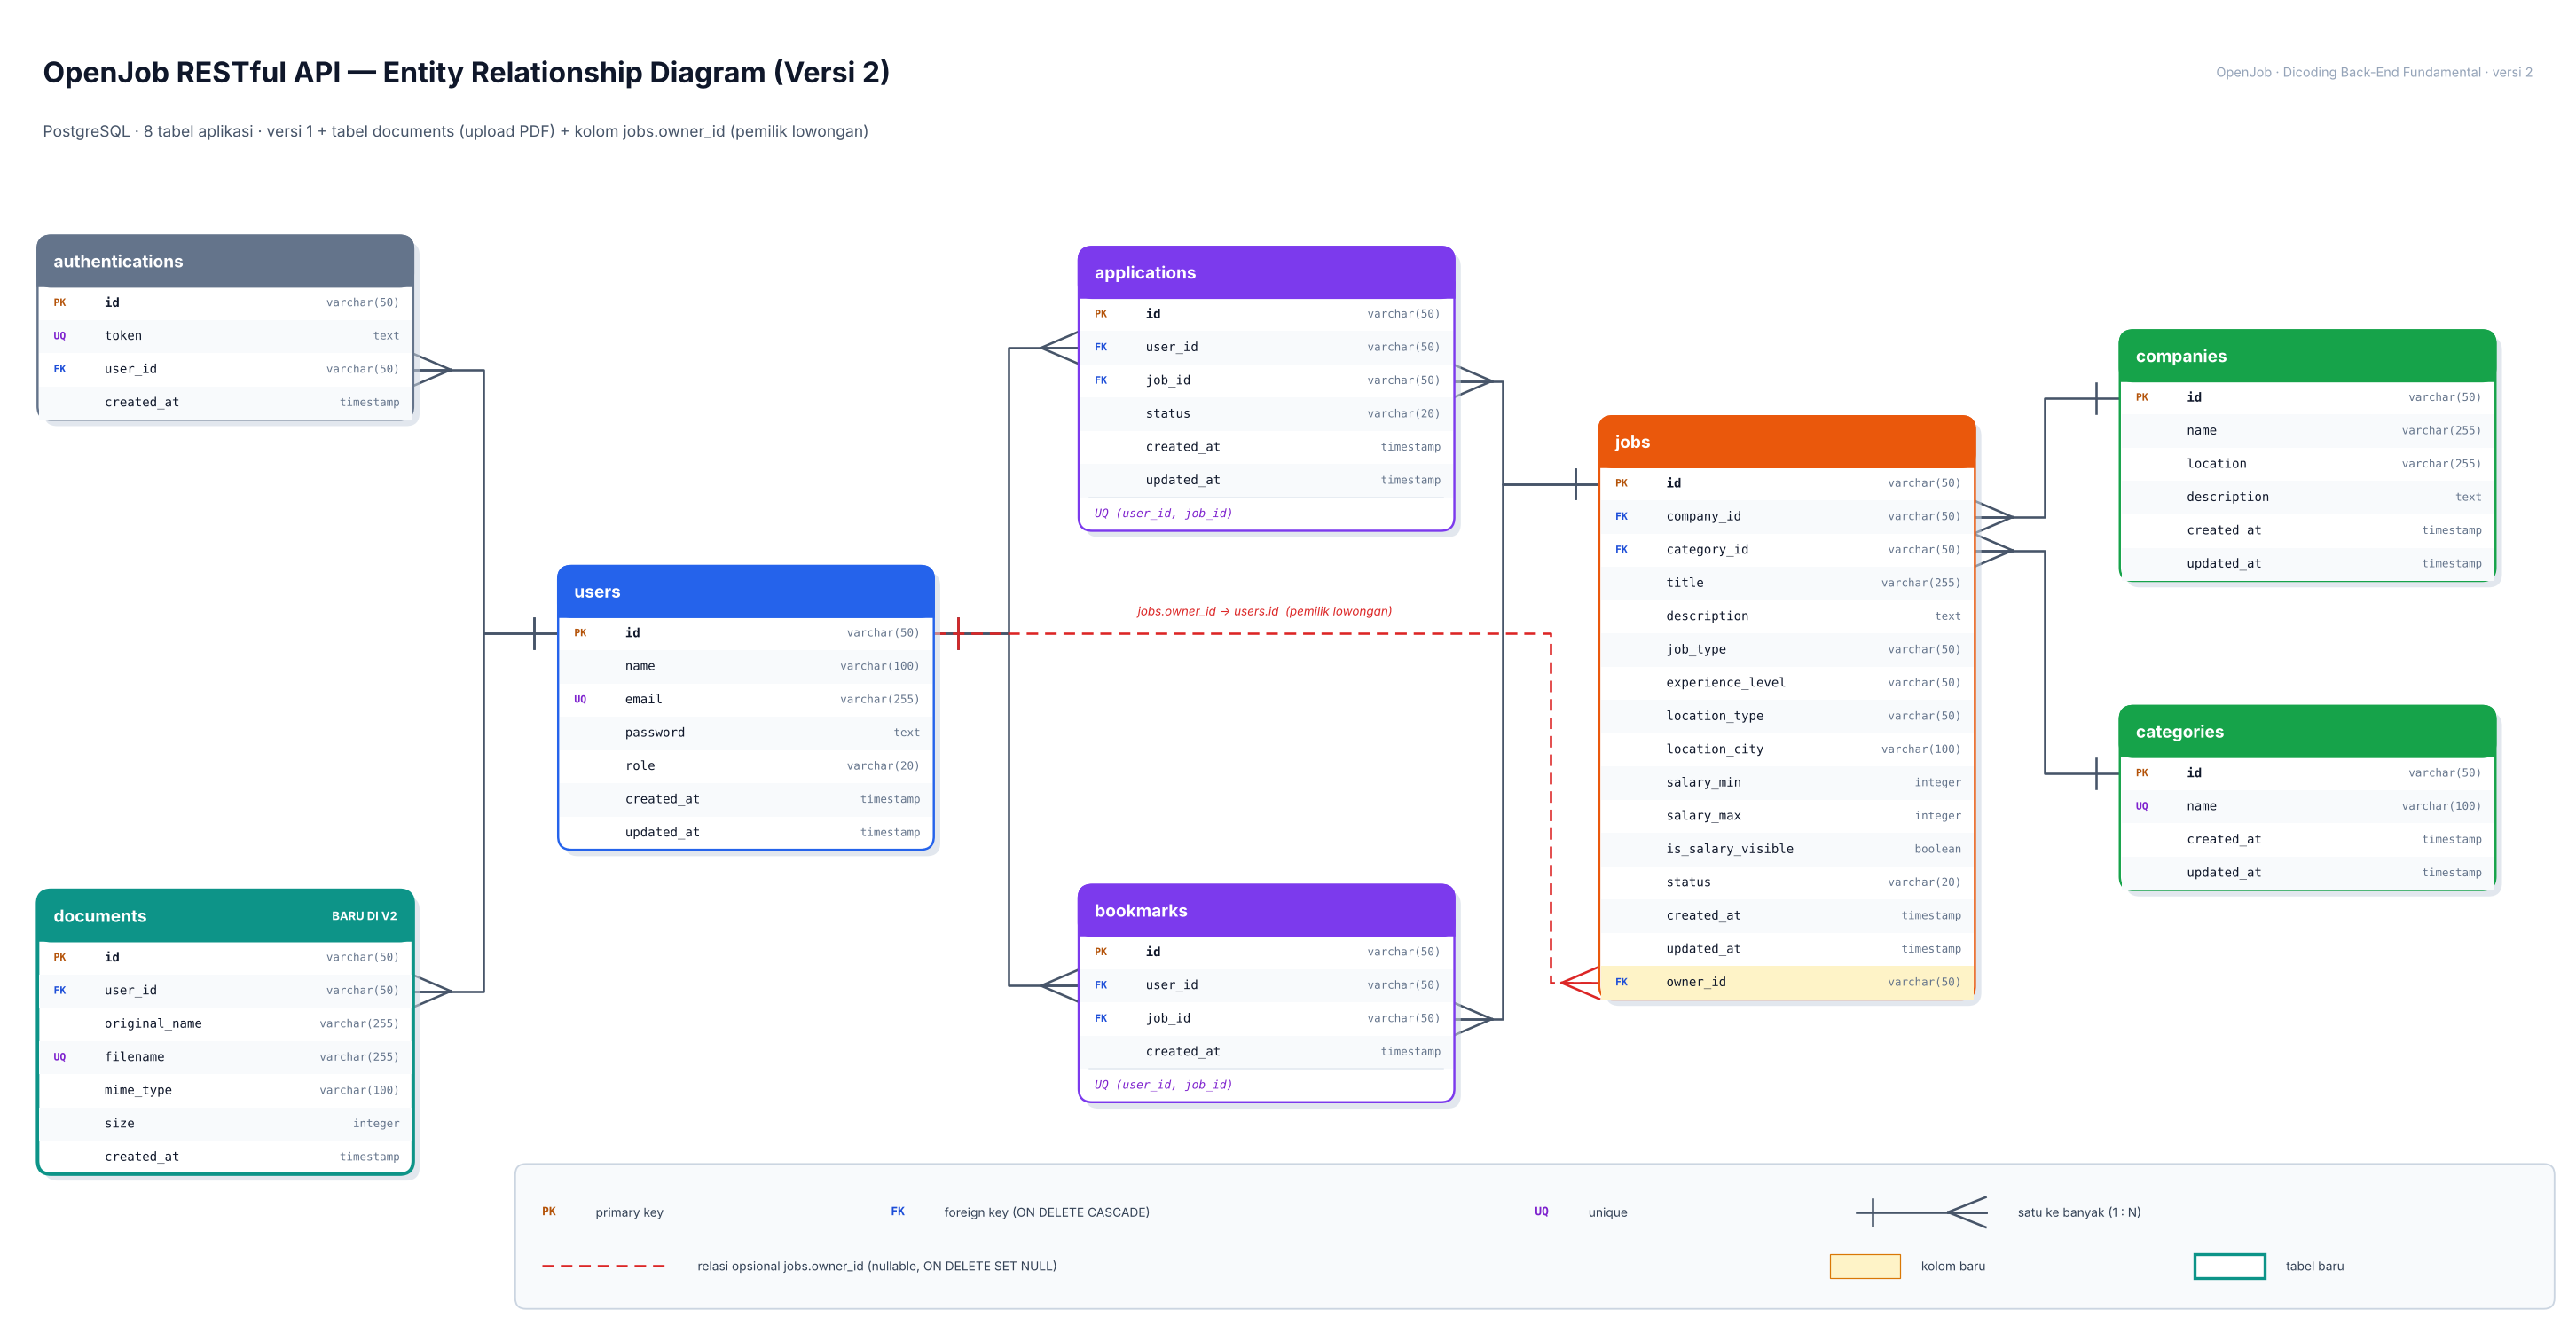 OpenJob RESTful API — Entity Relationship Diagram (Versi 2)
OpenJob · Dicoding Back-End Fundamental · versi 2
PostgreSQL · 8 tabel aplikasi · versi 1 + tabel documents (upload PDF) + kolom jobs.owner_id (pemilik lowongan)
authentications
PK id varchar(50)
UQ token text
FK user_id varchar(50)
created_at timestamp
documents BARU DI V2
PK id varchar(50)
FK user_id varchar(50)
original_name varchar(255)
UQ filename varchar(255)
mime_type varchar(100)
size integer
created_at timestamp
users
PK id varchar(50)
name varchar(100)
UQ email varchar(255)
password text
role varchar(20)
created_at timestamp
updated_at timestamp
applications
PK id varchar(50)
FK user_id varchar(50)
FK job_id varchar(50)
status varchar(20)
created_at timestamp
updated_at timestamp
UQ (user_id, job_id)
jobs.owner_id → users.id (pemilik lowongan)
bookmarks
PK id varchar(50)
FK user_id varchar(50)
FK job_id varchar(50)
created_at timestamp
UQ (user_id, job_id)
jobs
PK id varchar(50)
FK company_id varchar(50)
FK category_id varchar(50)
title varchar(255)
description text
job_type varchar(50)
experience_level varchar(50)
location_type varchar(50)
location_city varchar(100)
salary_min integer
salary_max integer
is_salary_visible boolean
status varchar(20)
created_at timestamp
updated_at timestamp
FK owner_id varchar(50)
companies
PK id varchar(50)
name varchar(255)
location varchar(255)
description text
created_at timestamp
updated_at timestamp
categories
PK id varchar(50)
UQ name varchar(100)
created_at timestamp
updated_at timestamp
PK primary key
FK foreign key (ON DELETE CASCADE)
UQ unique
satu ke banyak (1 : N)
relasi opsional jobs.owner_id (nullable, ON DELETE SET NULL)
kolom baru
tabel baru